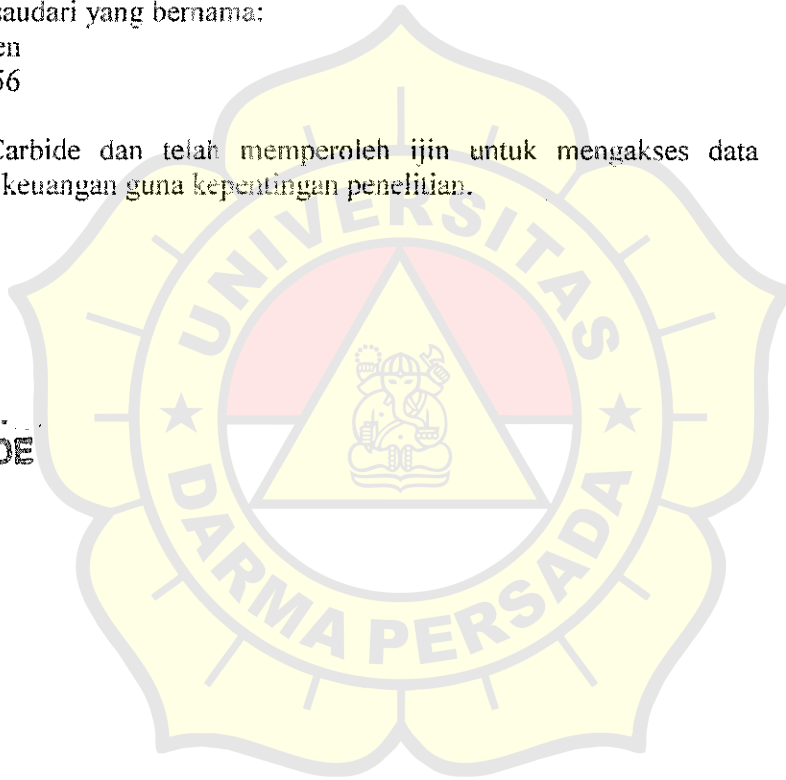 saudari yang bernama:
en
56
Carbide dan telah memperoleh ijin untuk mengakses data
keuangan guna kepentingan penelitian.
UNIVERSITAS
DE
DARMA PERSADA